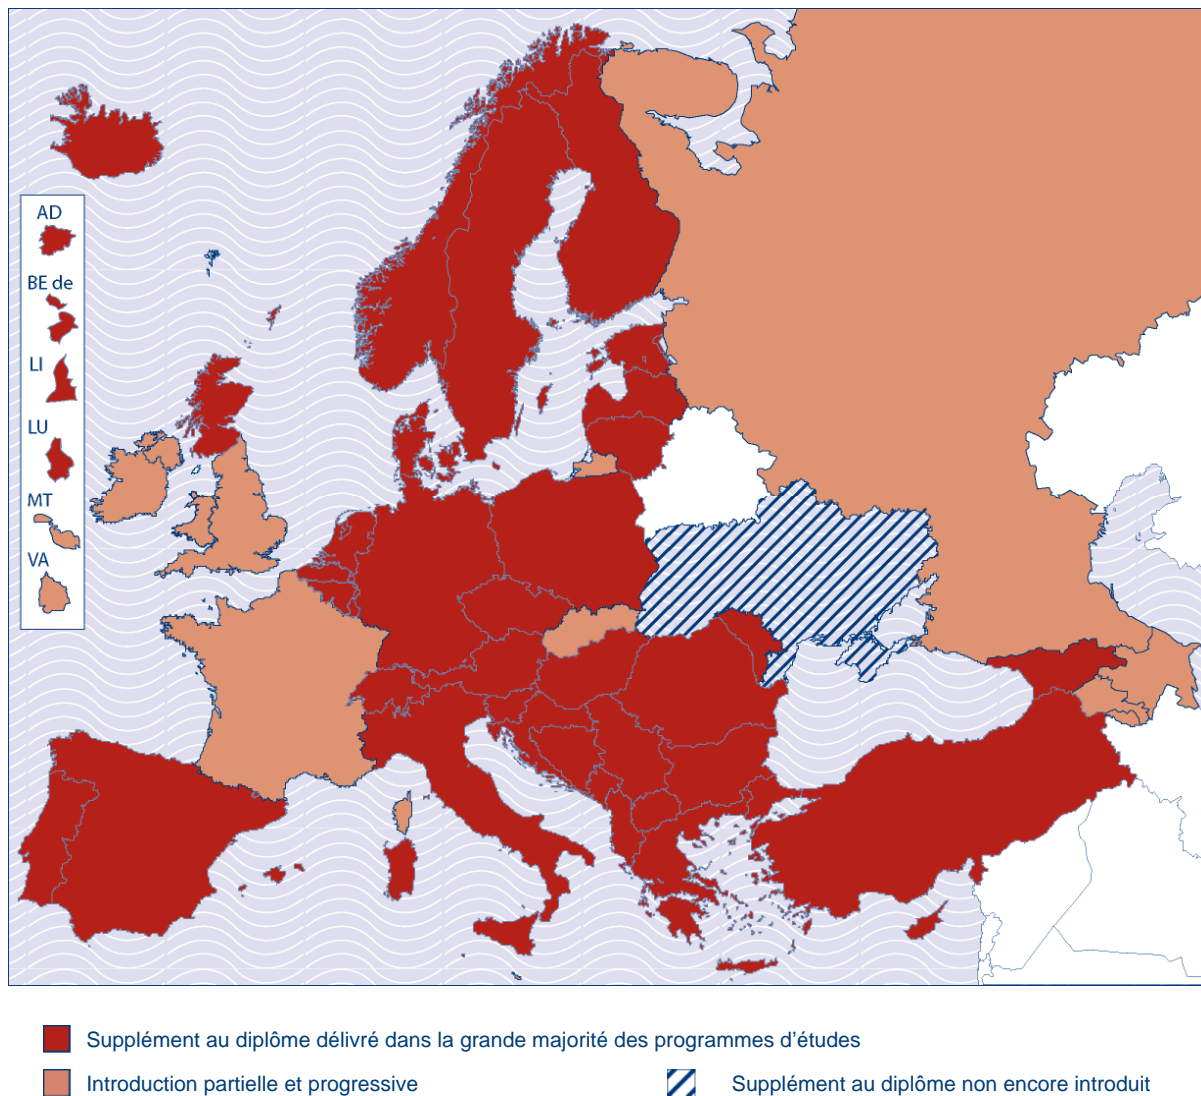 AD
BE de
LI
LU
MT
VA
Supplément au diplôme délivré dans la grande majorité des programmes d’études
Introduction partielle et progressive
Supplément au diplôme non encore introduit